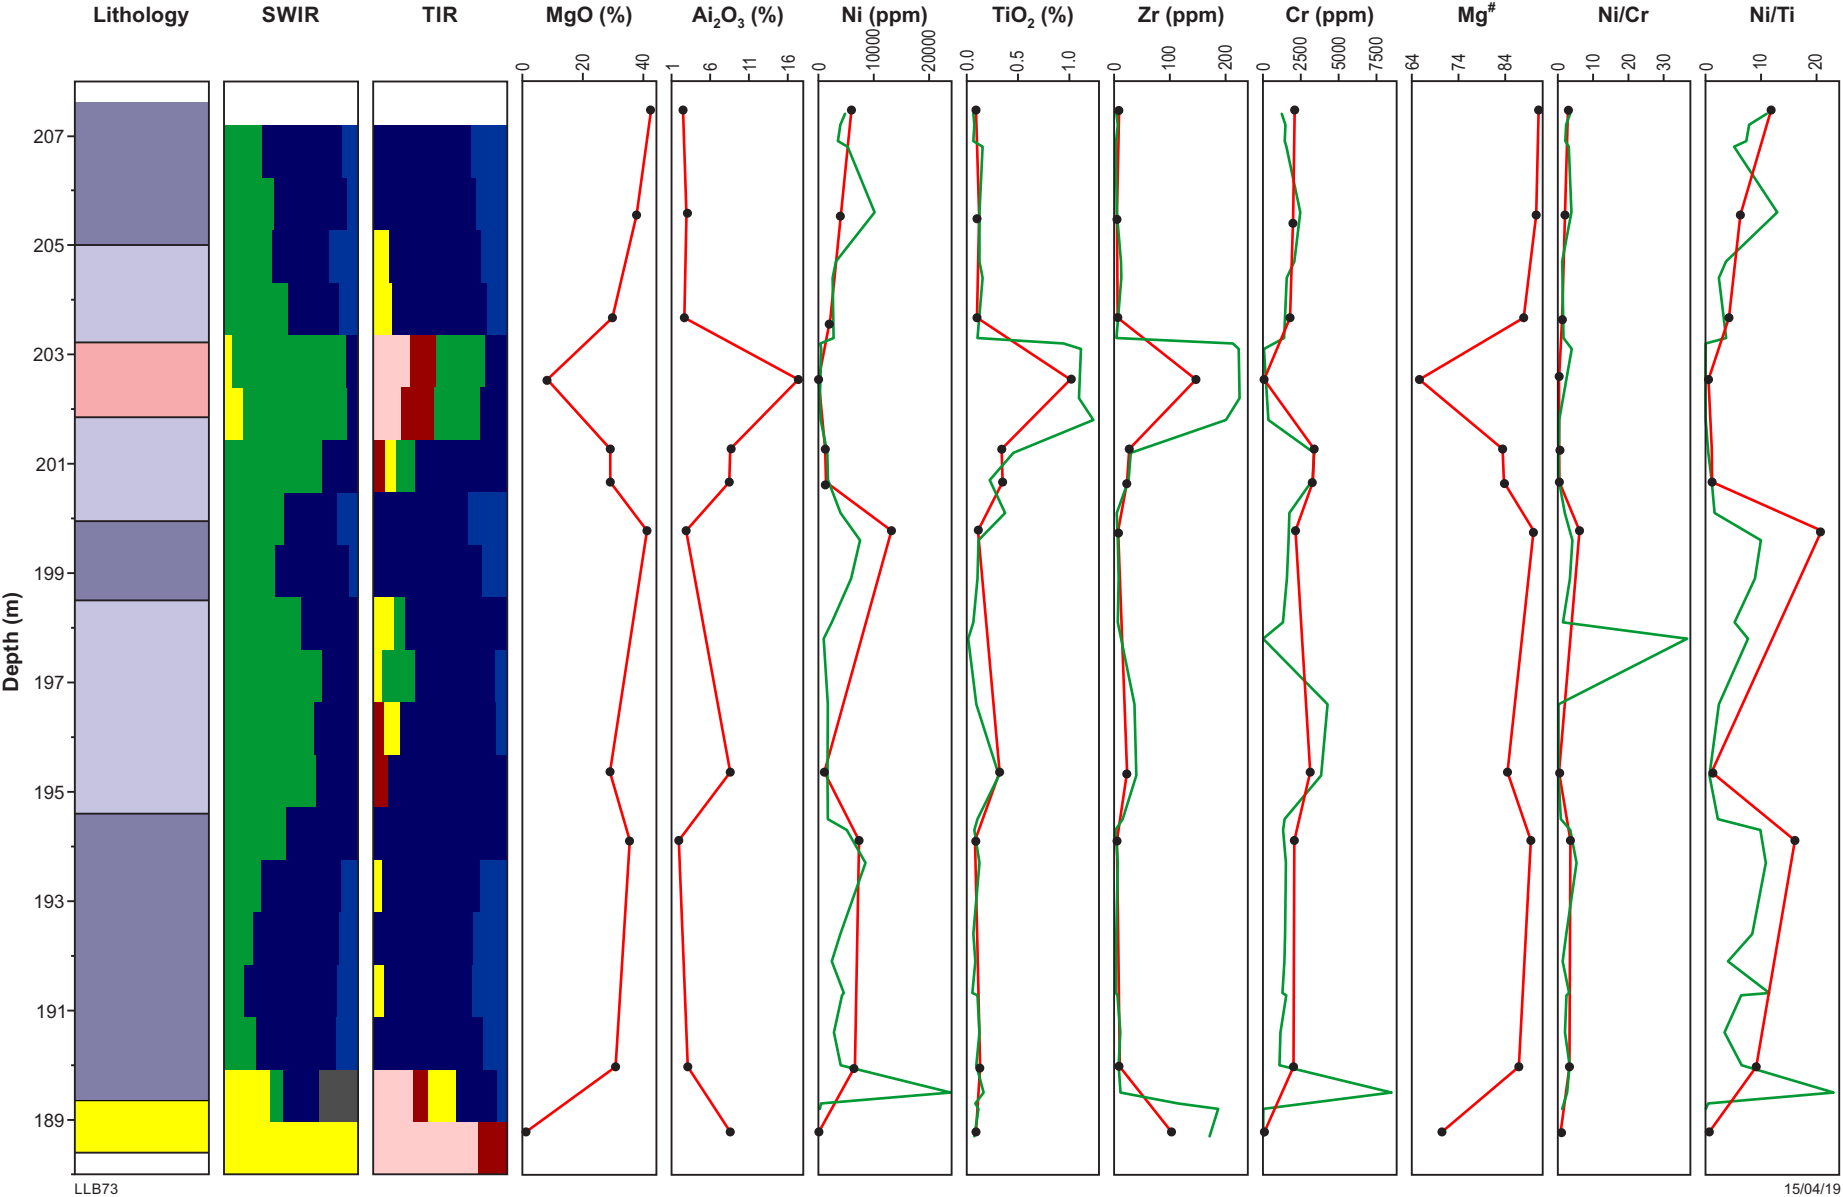 Lithology SWIR TIR MgO (%) Ai₂O₃ (%) Ni (ppm) TiO₂ (%) Zr (ppm) Cr (ppm) Mg# Ni/Cr Ni/Ti
0 20 40 1 6 11 16 0 10000 20000 0.0 0.5 1.0 0 100 200 0 2500 5000 7500 64 74 84 0 10 20 30 0 10 20
207
205
203
201
199
197
195
193
191
189
Depth (m)
LLB73 15/04/19